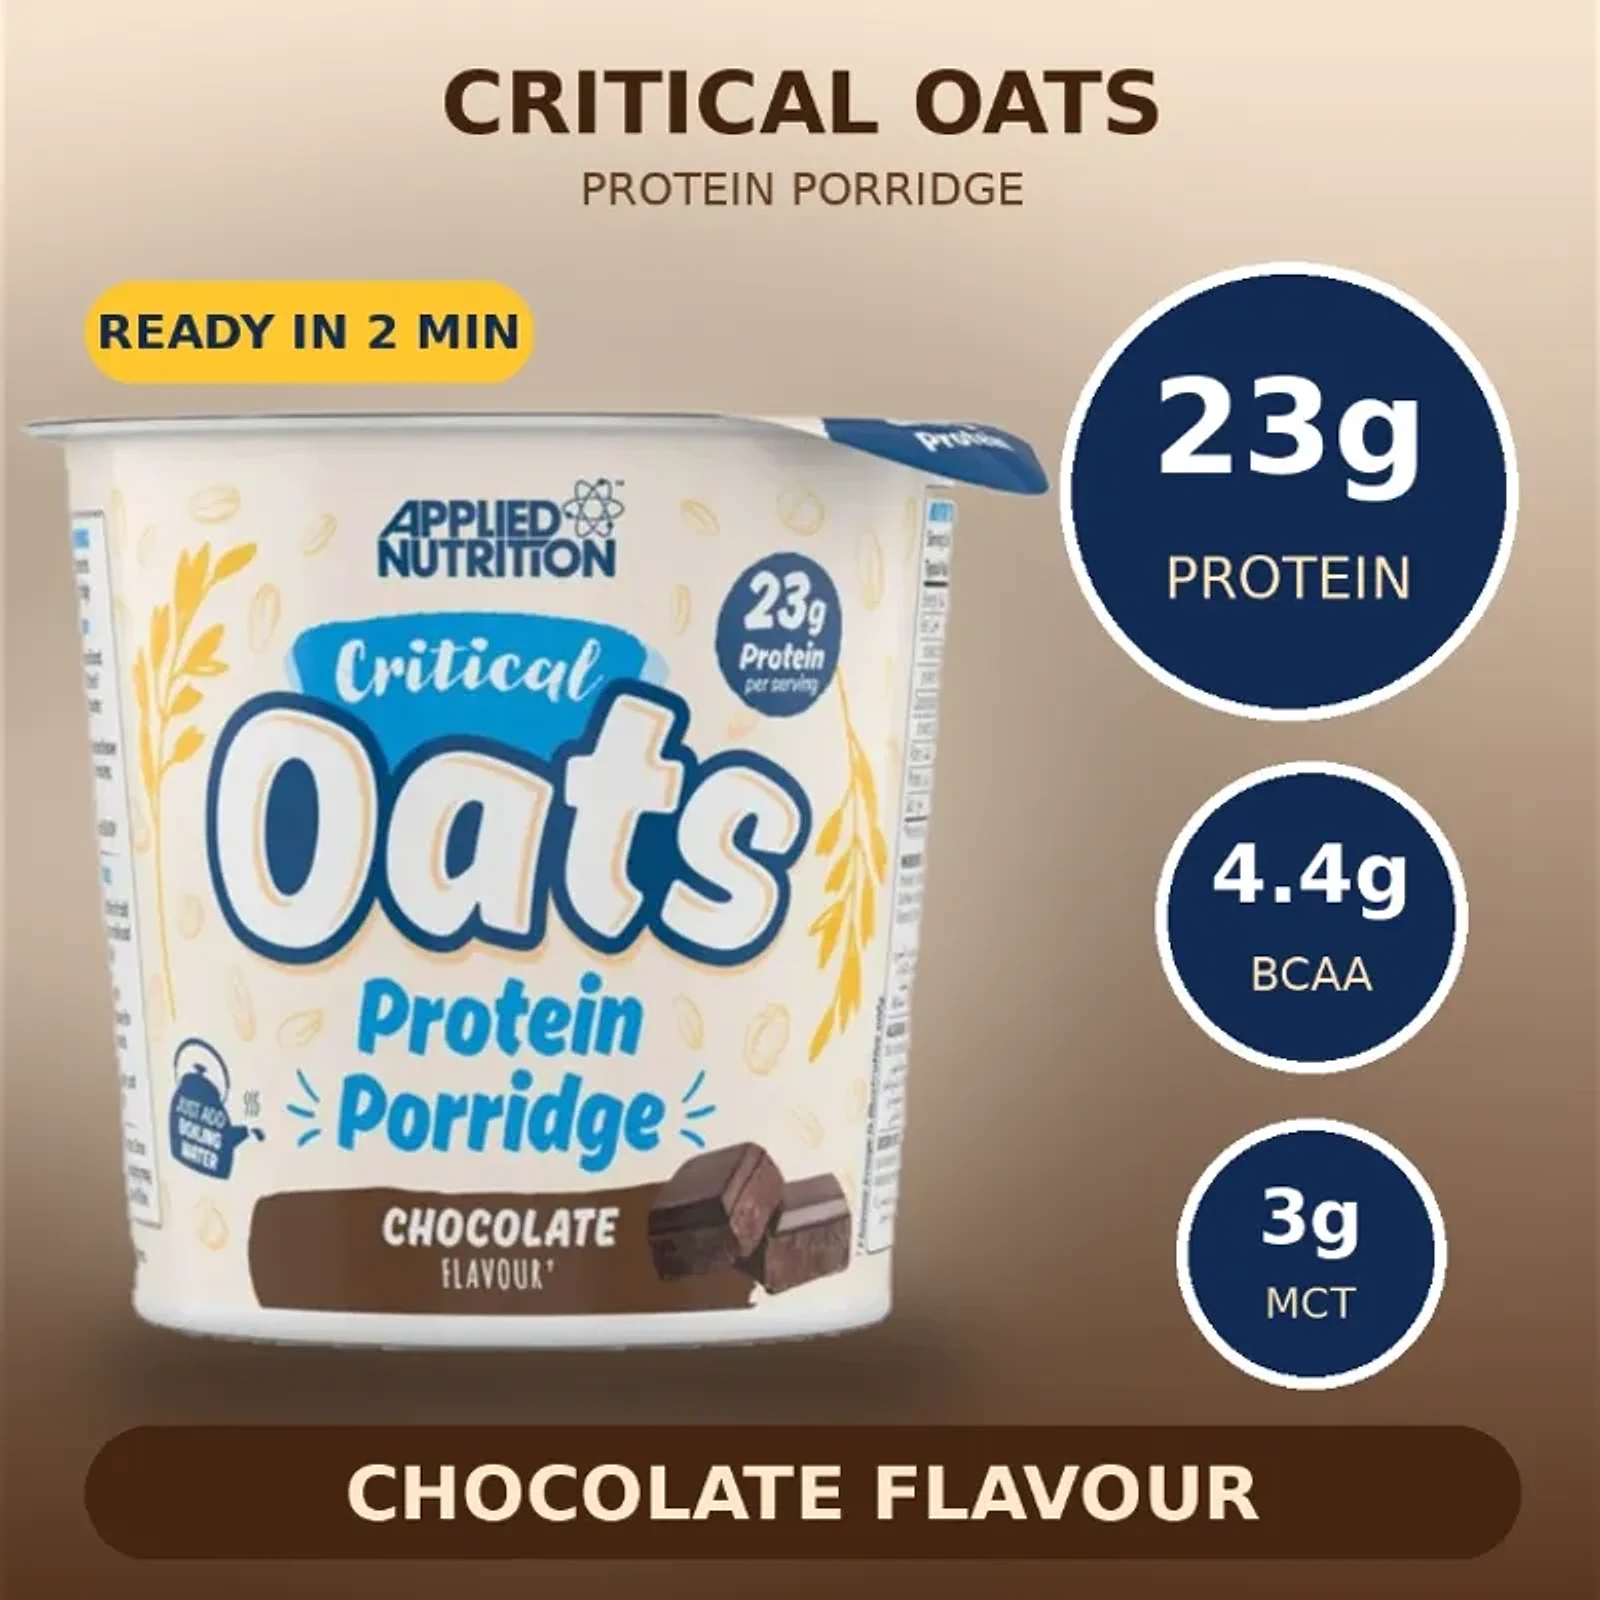 CRITICAL OATS
PROTEIN PORRIDGE
READY IN 2 MIN
Protein
APPLIED
NUTRITION
™
23g
Protein
per serving
Critical
Oats
Protein
Porridge
JUST ADD
BOILING
WATER
CHOCOLATE
FLAVOUR†
23g
PROTEIN
4.4g
BCAA
3g
MCT
CHOCOLATE FLAVOUR